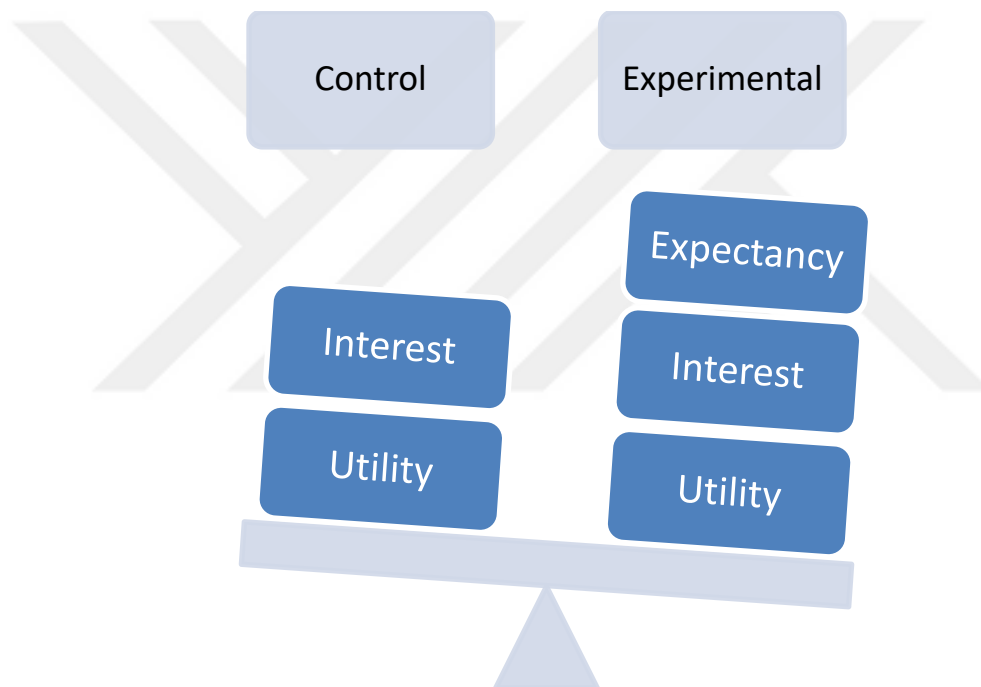 Control
Experimental
Expectancy
Interest
Interest
Utility
Utility